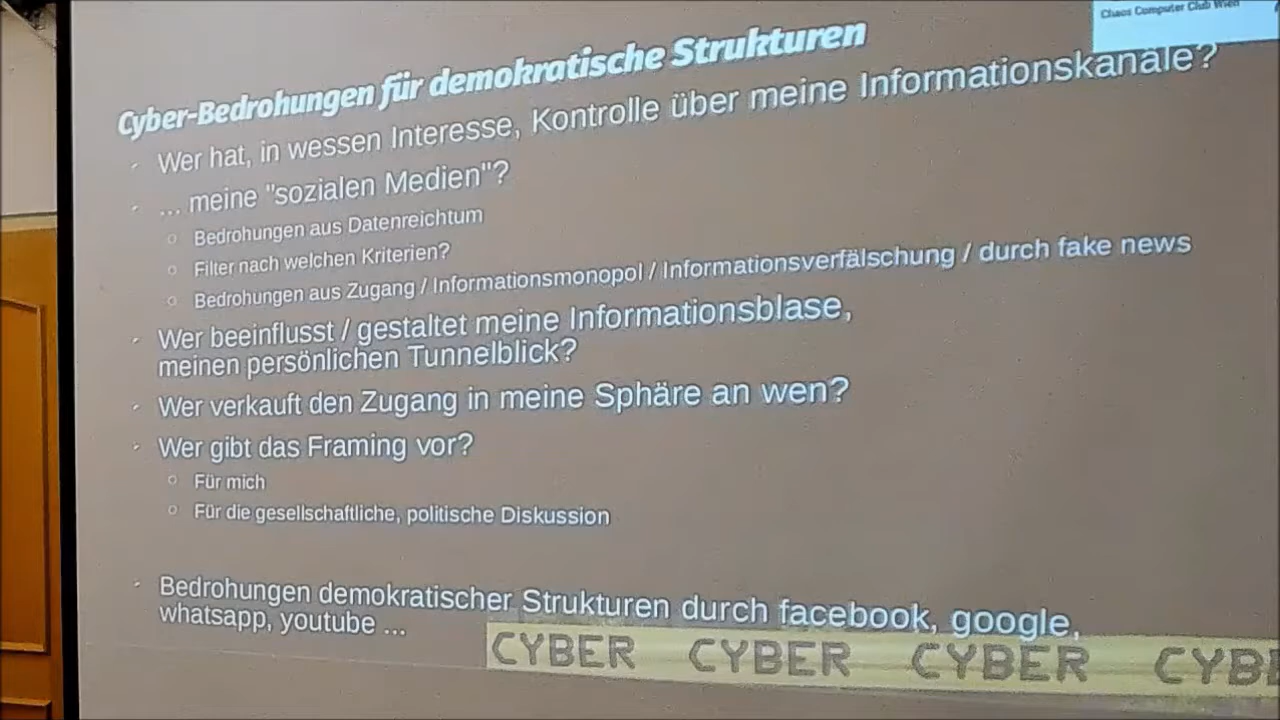 Chaos Computer Club Wien
Cyber-Bedrohungen für demokratische Strukturen
Wer hat, in wessen Interesse, Kontrolle über meine Informationskanäle?
... meine "sozialen Medien"?
Bedrohungen aus Datenreichtum
Filter nach welchen Kriterien?
Bedrohungen aus Zugang / Informationsmonopol / Informationsverfälschung / durch fake news
Wer beeinflusst / gestaltet meine Informationsblase,
meinen persönlichen Tunnelblick?
Wer verkauft den Zugang in meine Sphäre an wen?
Wer gibt das Framing vor?
Für mich
Für die gesellschaftliche, politische Diskussion
Bedrohungen demokratischer Strukturen durch facebook, google,
whatsapp, youtube ...
CYBER CYBER CYBER CYBE